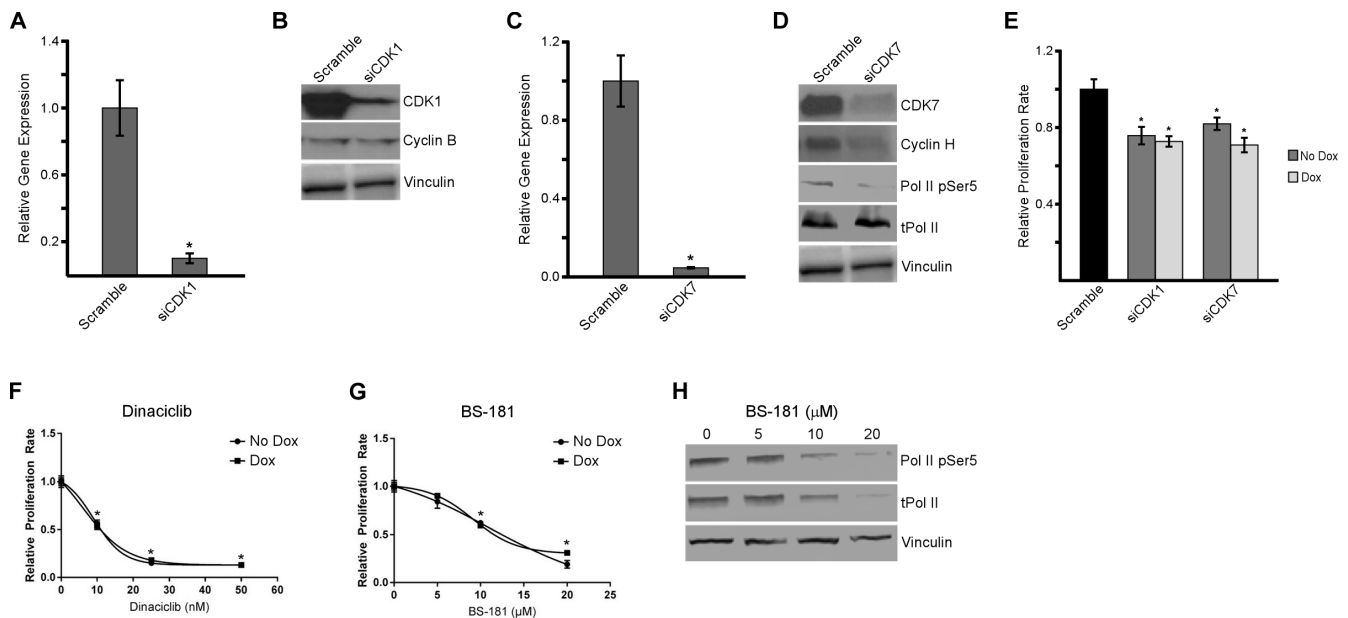 A
Relative Gene Expression
1.4
1.0
0.6
0.2
*
Scramble
siCDK1
B
Scramble
siCDK1
CDK1
Cyclin B
Vinculin
C
Relative Gene Expression
1.2
0.8
0.4
0.0
*
Scramble
siCDK7
D
Scramble
siCDK7
CDK7
Cyclin H
Pol II pSer5
tPol II
Vinculin
E
Relative Proliferation Rate
1.2
0.8
0.4
* * * *
Scramble
siCDK1
siCDK7
No Dox
Dox
F
Dinaciclib
Relative Proliferation Rate
1.5
1.0
0.5
0.0
* * *
No Dox
Dox
0 10 20 30 40 50 60
Dinaciclib (nM)
G
BS-181
Relative Proliferation Rate
1.5
1.0
0.5
0.0
* *
No Dox
Dox
0 5 10 15 20 25
BS-181 (µM)
H
BS-181 (µM)
0 5 10 20
Pol II pSer5
tPol II
Vinculin